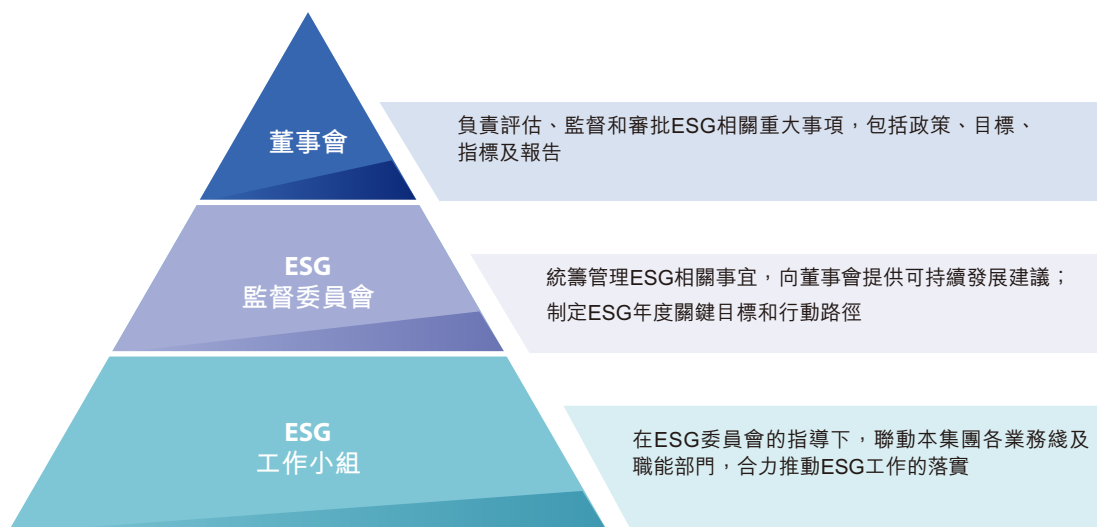 董事會
負責評估、監督和審批ESG相關重大事項，包括政策、目標、
指標及報告
ESG
監督委員會
統籌管理ESG相關事宜，向董事會提供可持續發展建議；
制定ESG年度關鍵目標和行動路徑
ESG
工作小組
在ESG委員會的指導下，聯動本集團各業務綫及
職能部門，合力推動ESG工作的落實